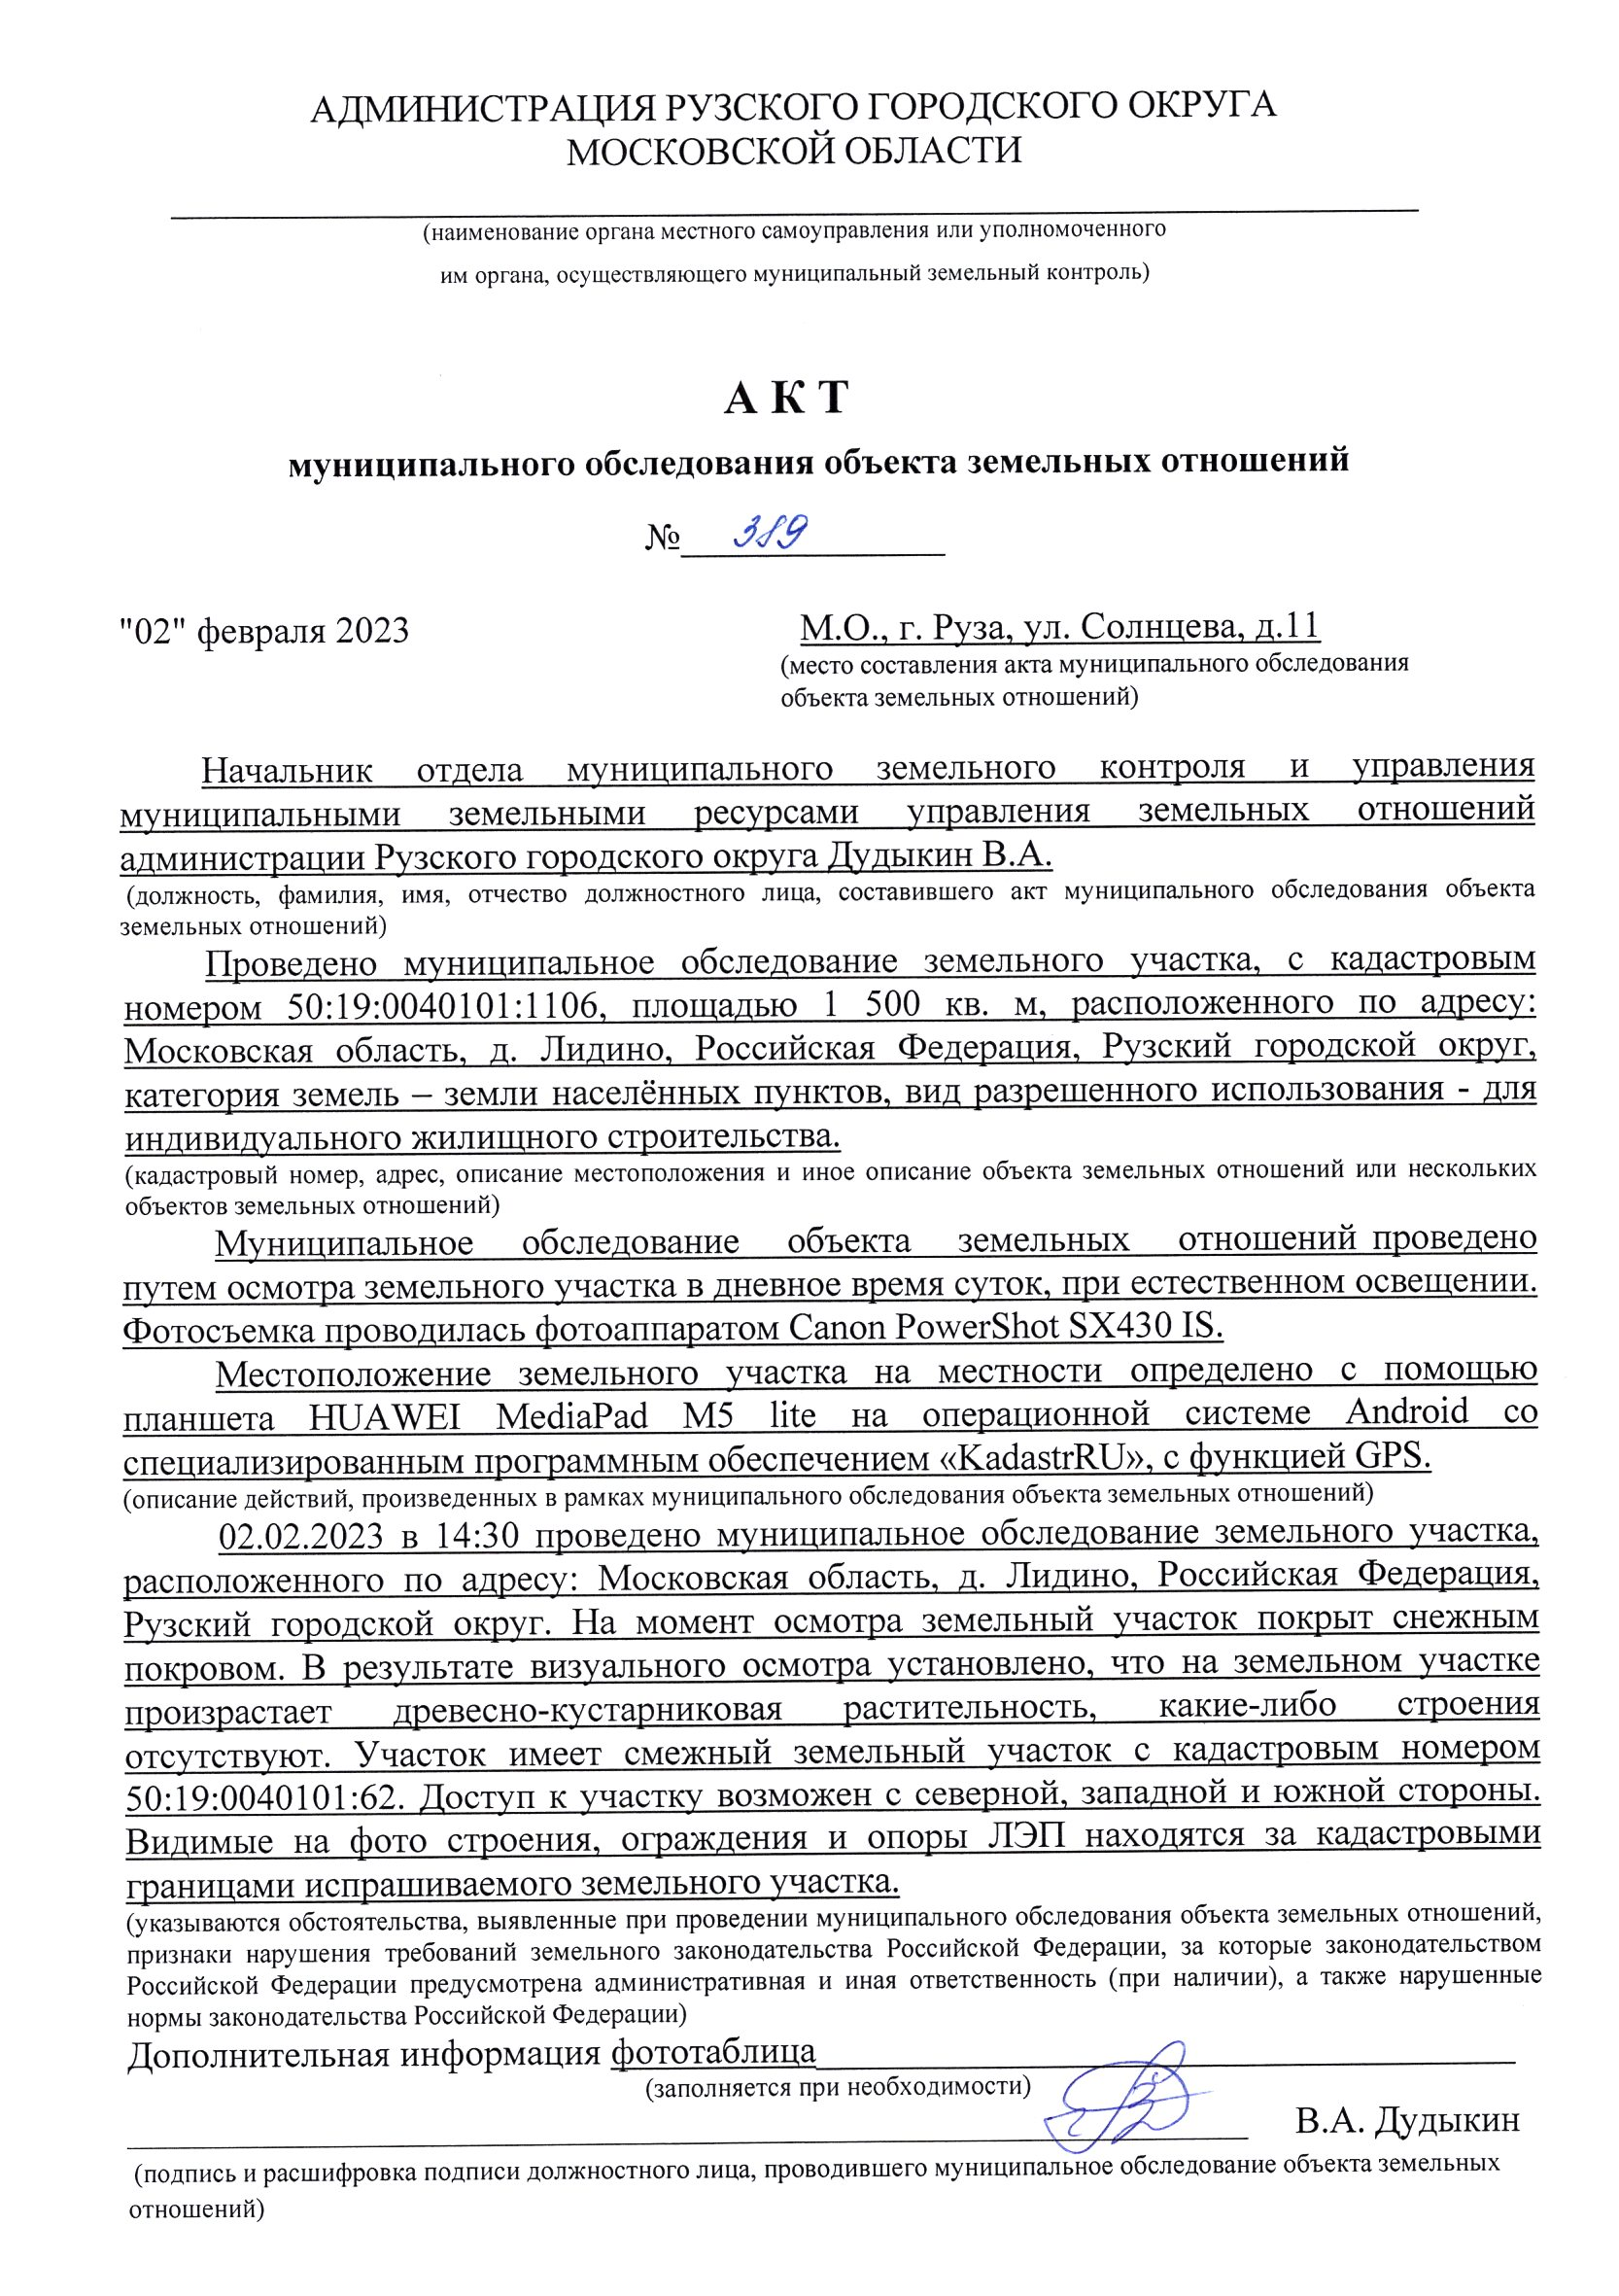 АДМИНИСТРАЦИЯ РУЗСКОГО ГОРОДСКОГО ОКРУГА
МОСКОВСКОЙ ОБЛАСТИ
(наименование органа местного самоуправления или уполномоченного
им органа, осуществляющего муниципальный земельный контроль)
А К Т
муниципального обследования объекта земельных отношений
№ 389
"02" февраля 2023
М.О., г. Руза, ул. Солнцева, д.11
(место составления акта муниципального обследования
объекта земельных отношений)
Начальник отдела муниципального земельного контроля и управления
муниципальными земельными ресурсами управления земельных отношений
администрации Рузского городского округа Дудыкин В.А.
(должность, фамилия, имя, отчество должностного лица, составившего акт муниципального обследования объекта
земельных отношений)
Проведено муниципальное обследование земельного участка, с кадастровым
номером 50:19:0040101:1106, площадью 1 500 кв. м, расположенного по адресу:
Московская область, д. Лидино, Российская Федерация, Рузский городской округ,
категория земель – земли населённых пунктов, вид разрешенного использования - для
индивидуального жилищного строительства.
(кадастровый номер, адрес, описание местоположения и иное описание объекта земельных отношений или нескольких
объектов земельных отношений)
Муниципальное обследование объекта земельных отношений проведено
путем осмотра земельного участка в дневное время суток, при естественном освещении.
Фотосъемка проводилась фотоаппаратом Canon PowerShot SX430 IS.
Местоположение земельного участка на местности определено с помощью
планшета HUAWEI MediaPad M5 lite на операционной системе Android со
специализированным программным обеспечением «KadastrRU», с функцией GPS.
(описание действий, произведенных в рамках муниципального обследования объекта земельных отношений)
02.02.2023 в 14:30 проведено муниципальное обследование земельного участка,
расположенного по адресу: Московская область, д. Лидино, Российская Федерация,
Рузский городской округ. На момент осмотра земельный участок покрыт снежным
покровом. В результате визуального осмотра установлено, что на земельном участке
произрастает древесно-кустарниковая растительность, какие-либо строения
отсутствуют. Участок имеет смежный земельный участок с кадастровым номером
50:19:0040101:62. Доступ к участку возможен с северной, западной и южной стороны.
Видимые на фото строения, ограждения и опоры ЛЭП находятся за кадастровыми
границами испрашиваемого земельного участка.
(указываются обстоятельства, выявленные при проведении муниципального обследования объекта земельных отношений,
признаки нарушения требований земельного законодательства Российской Федерации, за которые законодательством
Российской Федерации предусмотрена административная и иная ответственность (при наличии), а также нарушенные
нормы законодательства Российской Федерации)
Дополнительная информация фототаблица
(заполняется при необходимости)
В.А. Дудыкин
(подпись и расшифровка подписи должностного лица, проводившего муниципальное обследование объекта земельных
отношений)